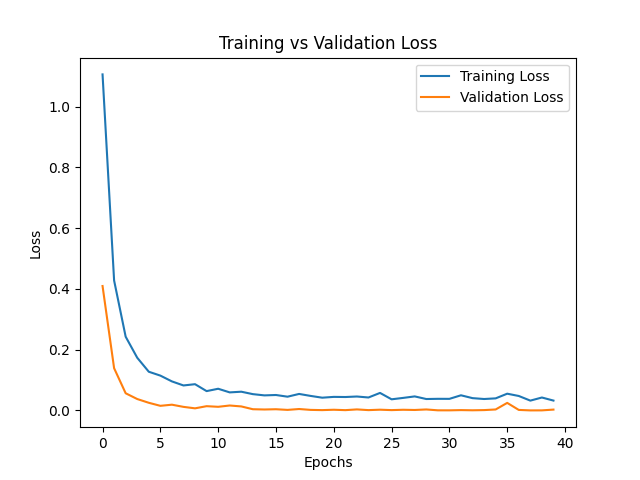 Training vs Validation Loss
Training Loss
Validation Loss
1.0
0.8
0.6
0.4
0.2
0.0
Loss
0 5 10 15 20 25 30 35 40
Epochs